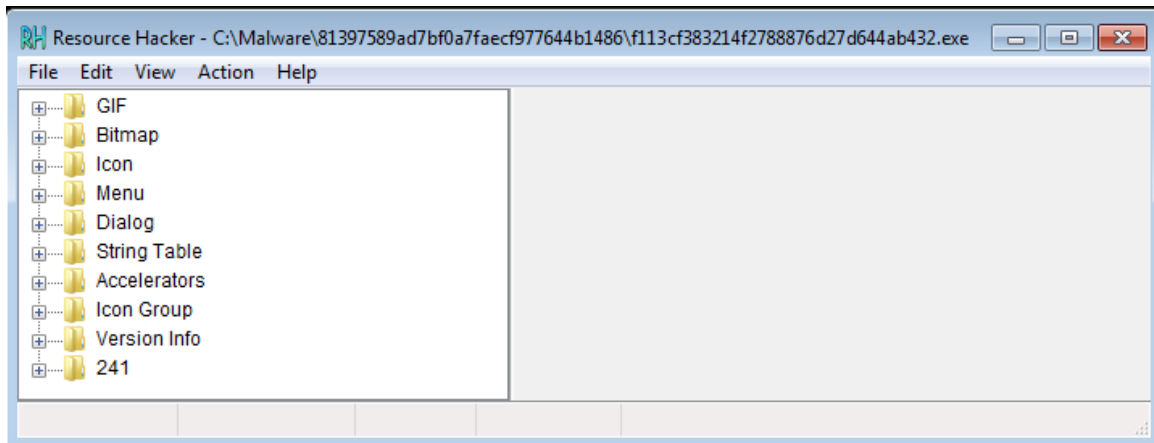 RH Resource Hacker - C:\Malware\81397589ad7bf0a7faecf977644b1486\f113cf383214f2788876d27d644ab432.exe
File Edit View Action Help
GIF
Bitmap
Icon
Menu
Dialog
String Table
Accelerators
Icon Group
Version Info
241